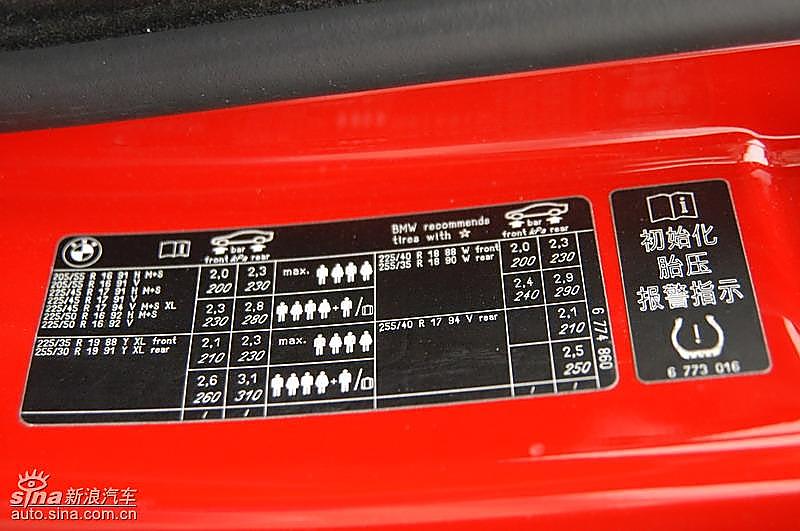 bar
front kPa rear
BMW recommends
tires with ☆
bar
front kPa rear
205/55 R 16 91 H M+S
205/55 R 16 91 V
225/45 R 17 91 H M+S
225/45 R 17 91 V
225/45 R 17 94 V M+S XL
225/50 R 16 92 H M+S
225/50 R 16 92 V
2,0 2,3
200 230
max.
2,3 2,8
230 280
+ /
225/35 R 19 88 Y XL front
255/30 R 19 91 Y XL rear
2,1 2,3
210 230
max.
2,6 3,1
260 310
+ /
225/40 R 18 88 W front
255/35 R 18 90 W rear
2,0 2,3
200 230
2,4 2,9
240 290
255/40 R 17 94 V rear
2,1
210
2,5
250
6 774 860
i
初始化
胎压
报警指示
(!)
6 773 016
sina 新浪汽车
auto.sina.com.cn